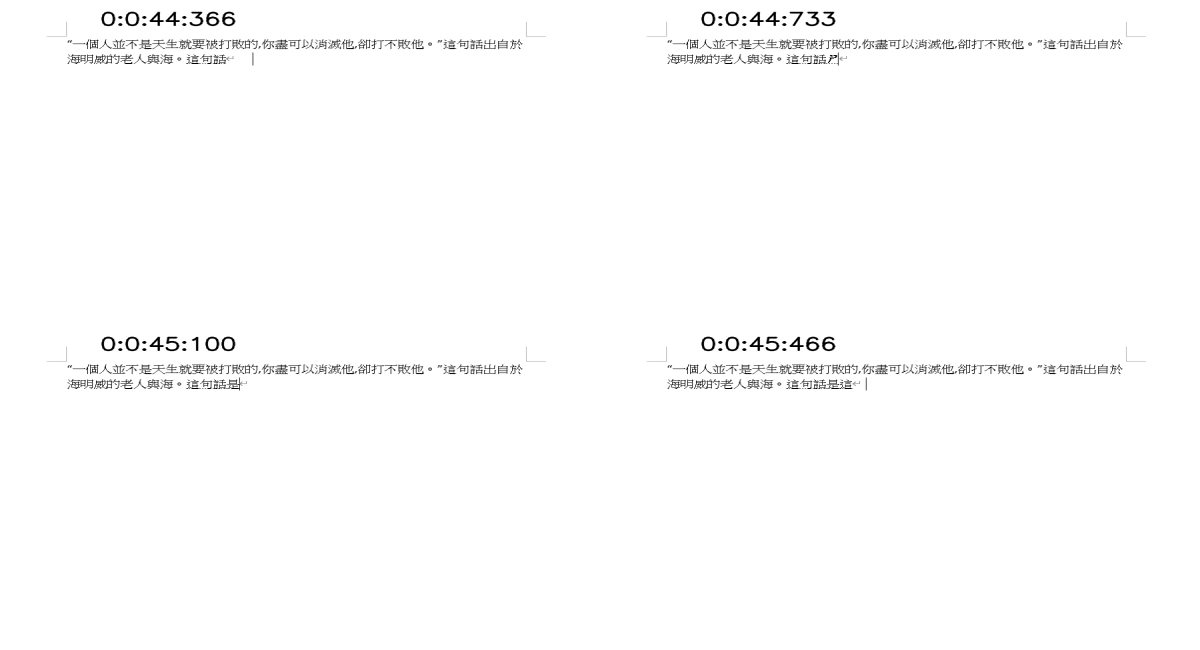 0:0:44:366
“一個人並不是天生就要被打敗的,你盡可以消滅他,卻打不敗他。”這句話出自於
海明威的老人與海。這句話
0:0:44:733
“一個人並不是天生就要被打敗的,你盡可以消滅他,卻打不敗他。”這句話出自於
海明威的老人與海。這句話ㄕ
0:0:45:100
“一個人並不是天生就要被打敗的,你盡可以消滅他,卻打不敗他。”這句話出自於
海明威的老人與海。這句話是
0:0:45:466
“一個人並不是天生就要被打敗的,你盡可以消滅他,卻打不敗他。”這句話出自於
海明威的老人與海。這句話是這